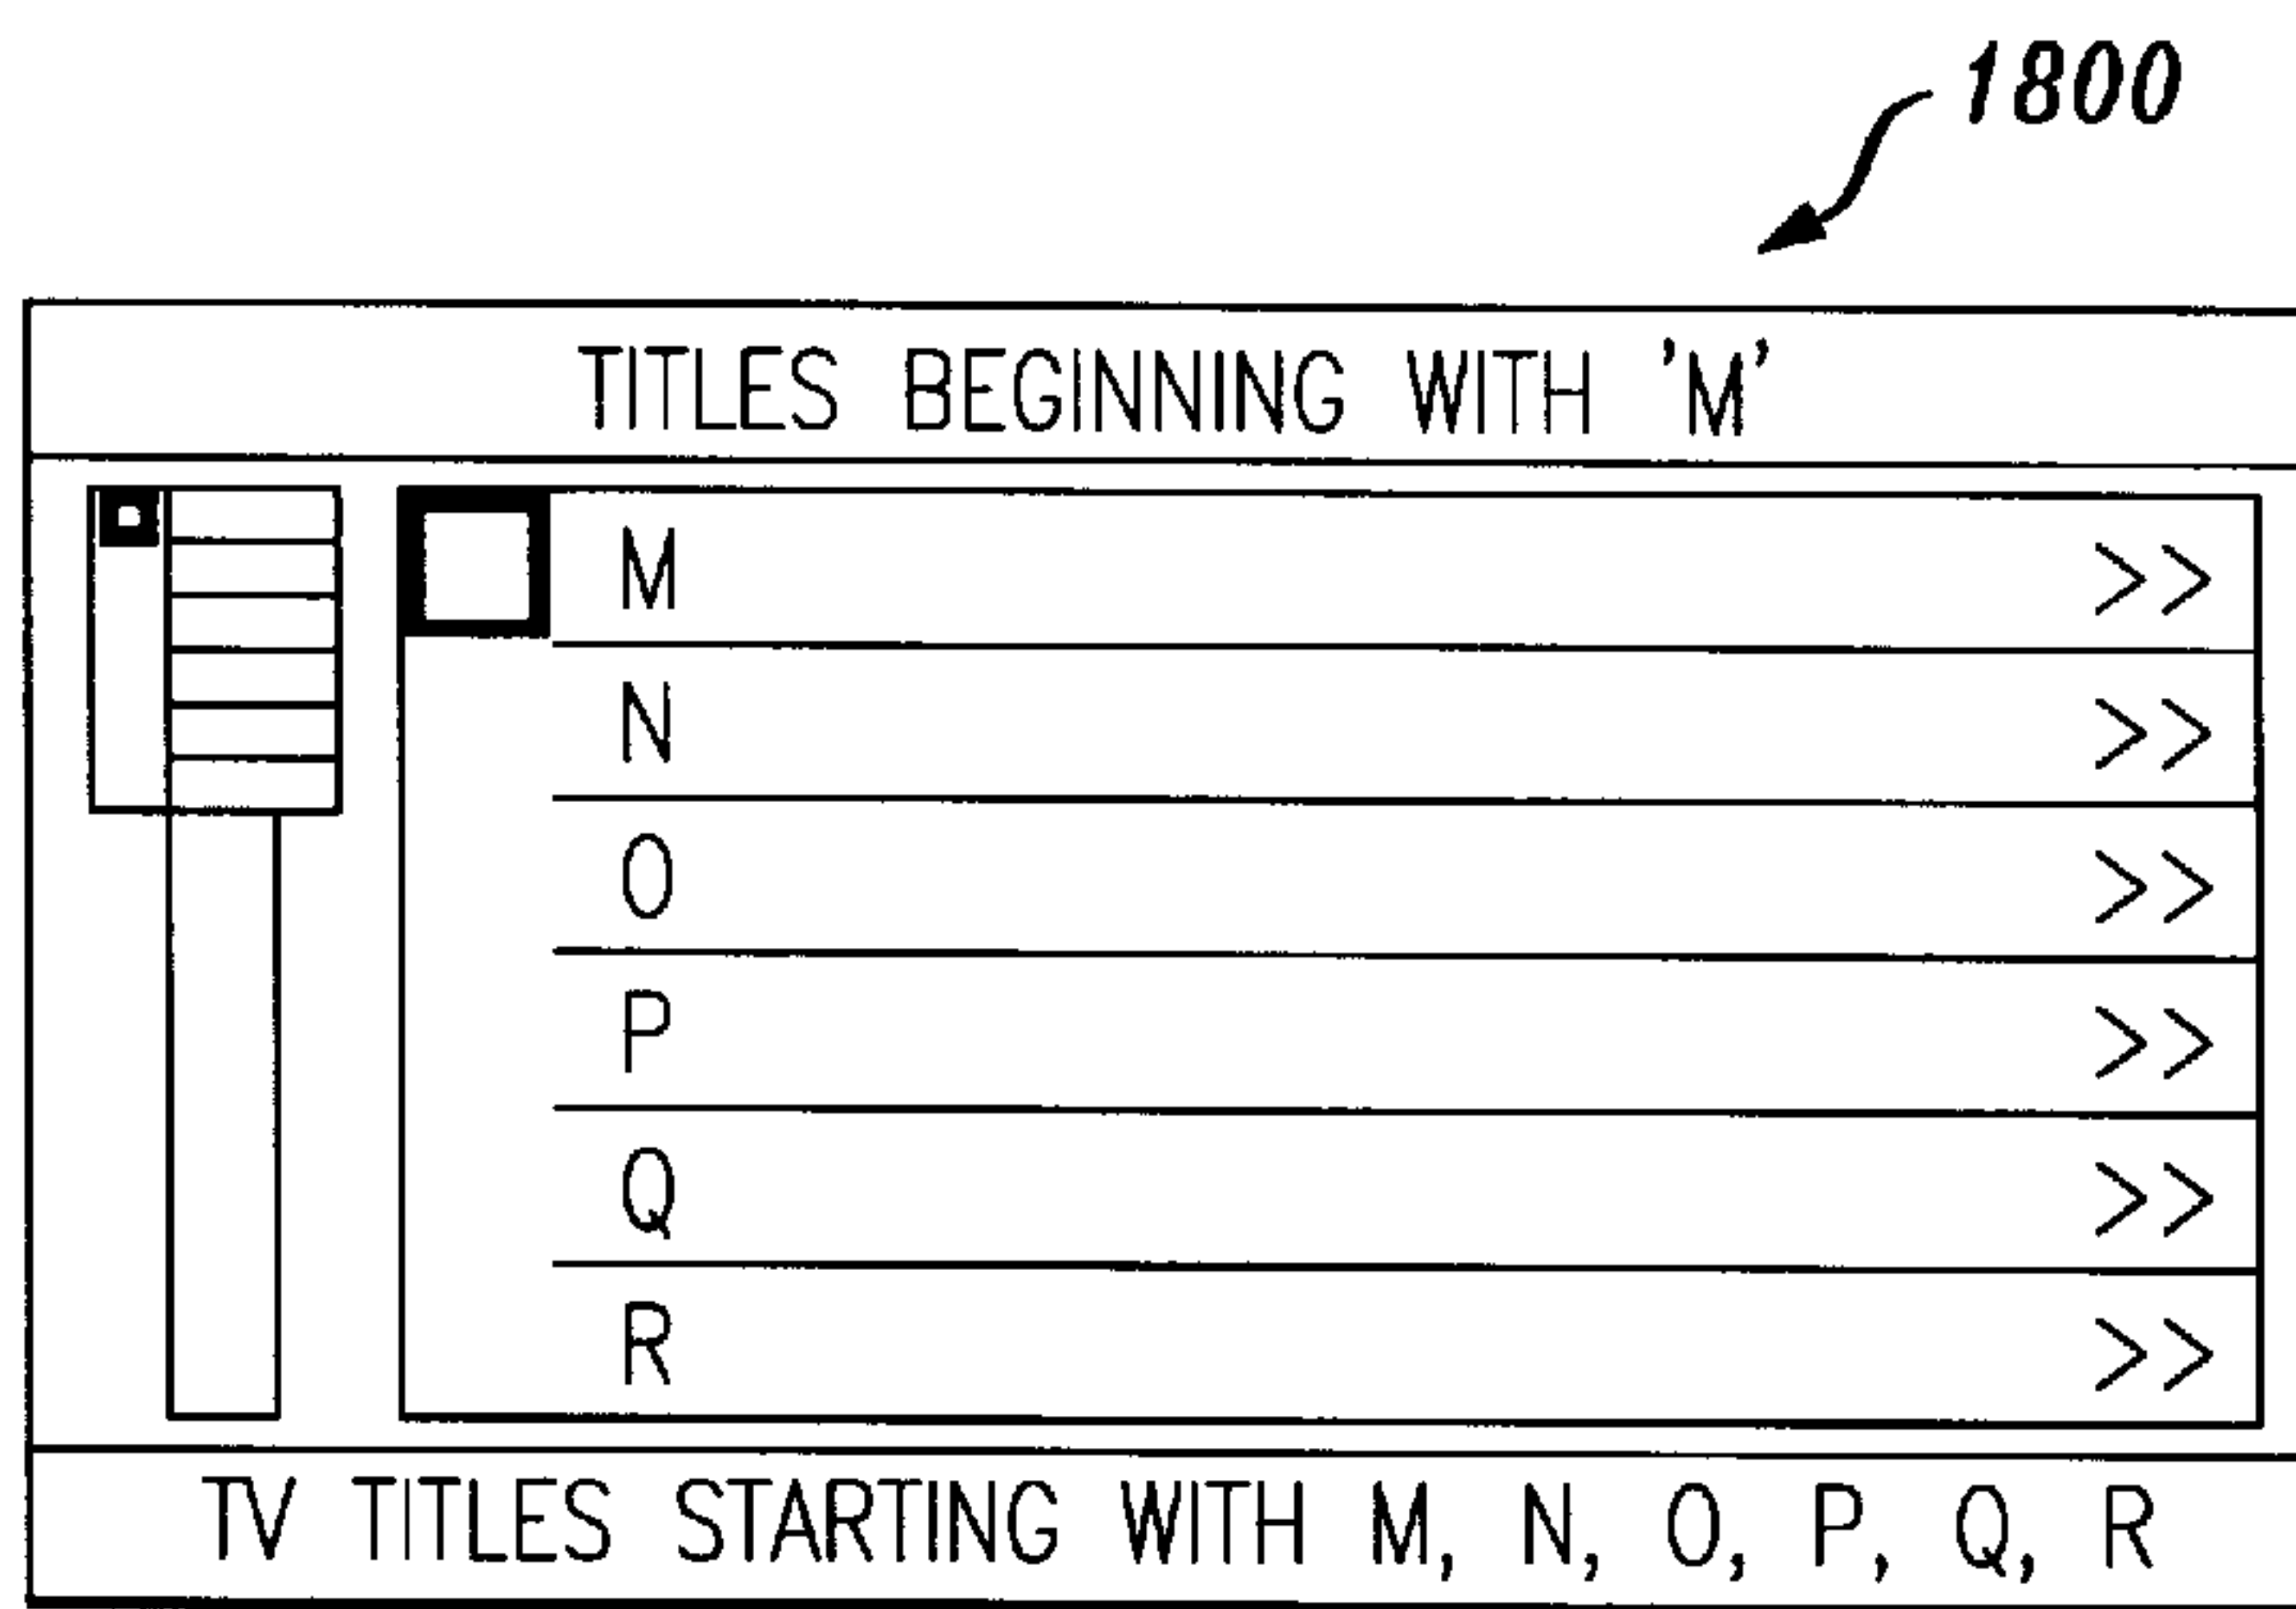 1800
TITLES BEGINNING WITH 'M'
M >>
N >>
O >>
P >>
Q >>
R >>
TV TITLES STARTING WITH M, N, O, P, Q, R